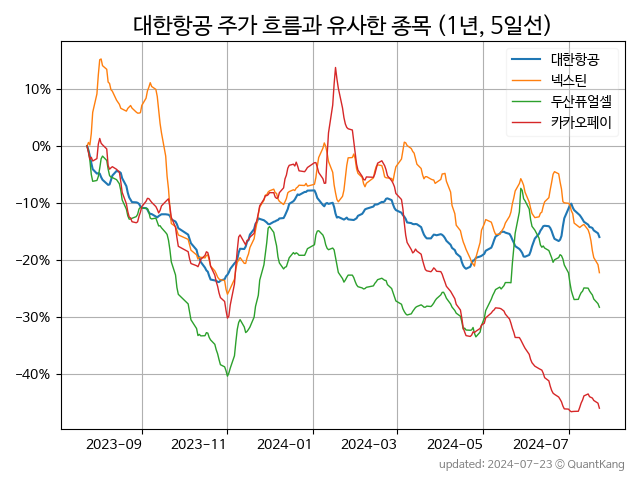 대한항공 주가 흐름과 유사한 종목 (1년, 5일선)
대한항공
넥스틴
두산퓨얼셀
카카오페이
10%
0%
−10%
−20%
−30%
−40%
2023-09
2023-11
2024-01
2024-03
2024-05
2024-07
updated: 2024-07-23 © QuantKang